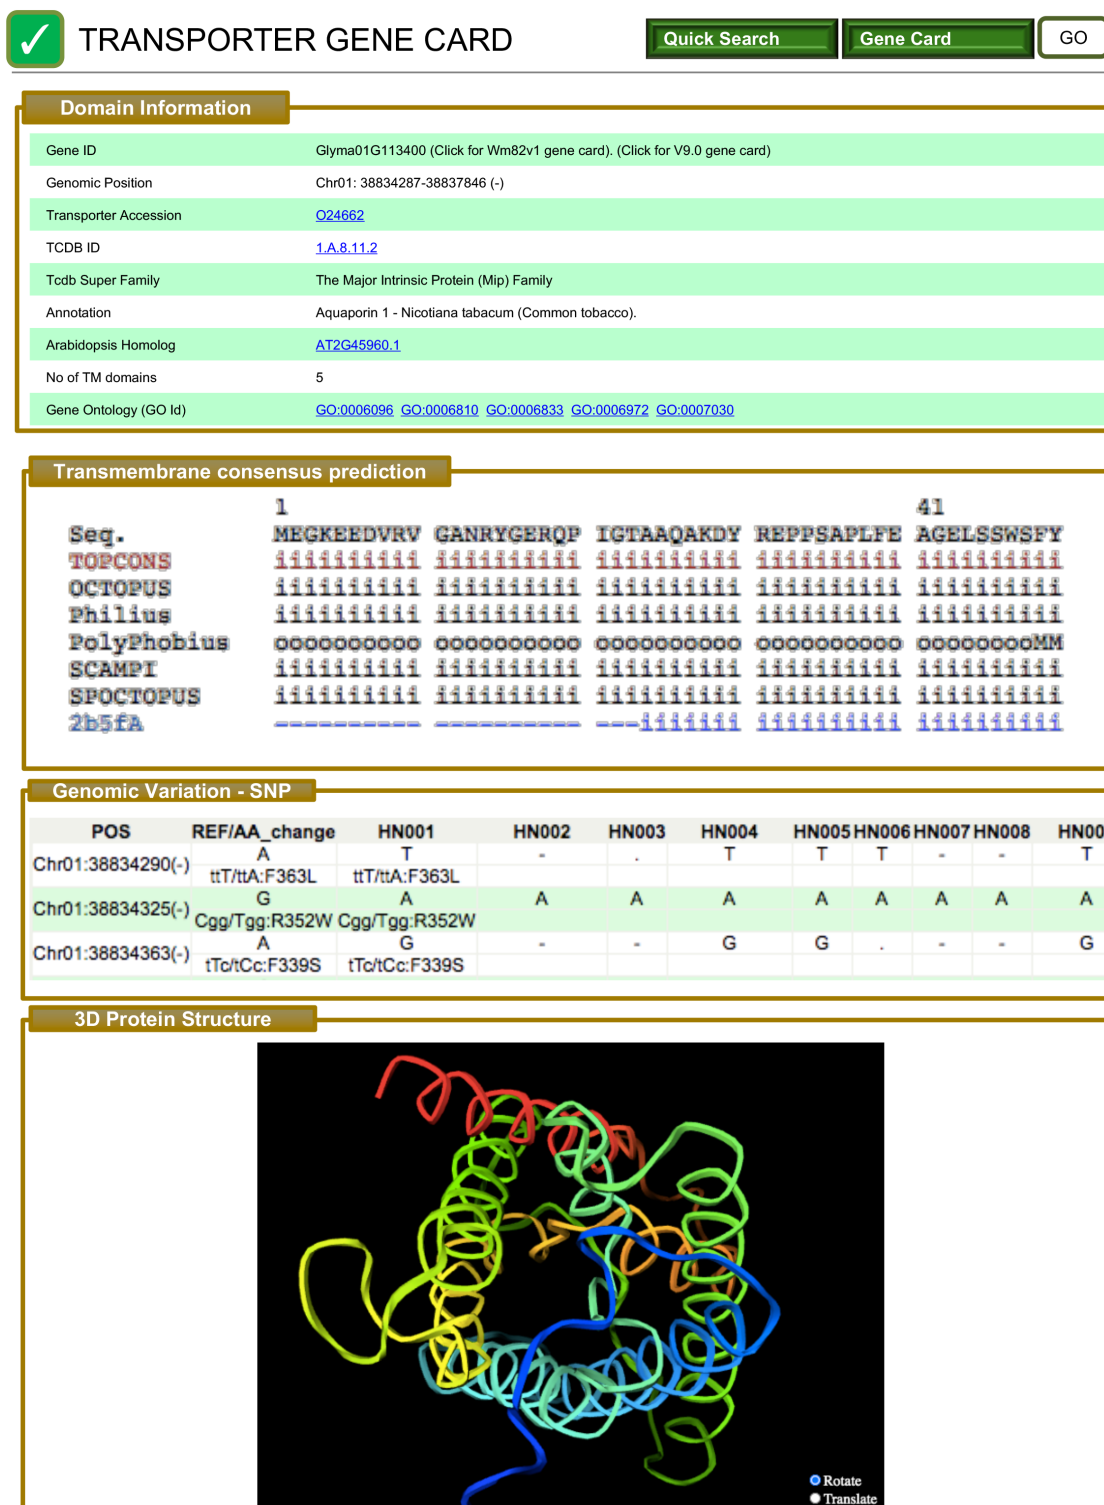 ✓ TRANSPORTER GENE CARD Quick Search Gene Card GO
Domain Information
Gene ID Glyma01G113400 (Click for Wm82v1 gene card). (Click for V9.0 gene card)
Genomic Position Chr01: 38834287-38837846 (-)
Transporter Accession O24662
TCDB ID 1.A.8.11.2
Tcdb Super Family The Major Intrinsic Protein (Mip) Family
Annotation Aquaporin 1 - Nicotiana tabacum (Common tobacco).
Arabidopsis Homolog AT2G45960.1
No of TM domains 5
Gene Ontology (GO Id) GO:0006096 GO:0006810 GO:0006833 GO:0006972 GO:0007030
Transmembrane consensus prediction
1 41
Seq. MEGKEEDVRV GANRYGERQP IGTAAQAKDY REPPSAPLFE AGELSSWSFY
TOPCONS iiiiiiiiii iiiiiiiiii iiiiiiiiii iiiiiiiiii iiiiiiiiii
OCTOPUS iiiiiiiiii iiiiiiiiii iiiiiiiiii iiiiiiiiii iiiiiiiiii
Philius iiiiiiiiii iiiiiiiiii iiiiiiiiii iiiiiiiiii iiiiiiiiii
PolyPhobius oooooooooo oooooooooo oooooooooo oooooooooo ooooooooMM
SCAMPI iiiiiiiiii iiiiiiiiii iiiiiiiiii iiiiiiiiii iiiiiiiiii
SPOCTOPUS iiiiiiiiii iiiiiiiiii iiiiiiiiii iiiiiiiiii iiiiiiiiii
2b5fA ---------- ---------- ---iiiiiii iiiiiiiiii iiiiiiiiii
Genomic Variation - SNP
POS REF/AA_change HN001 HN002 HN003 HN004 HN005 HN006 HN007 HN008 HN00
Chr01:38834290(-) A T - . T T T - - T
ttT/ttA:F363L ttT/ttA:F363L
Chr01:38834325(-) G A A A A A A A A A
Cgg/Tgg:R352W Cgg/Tgg:R352W
Chr01:38834363(-) A G - - G G . - - G
tTc/tCc:F339S tTc/tCc:F339S
3D Protein Structure
Rotate
Translate